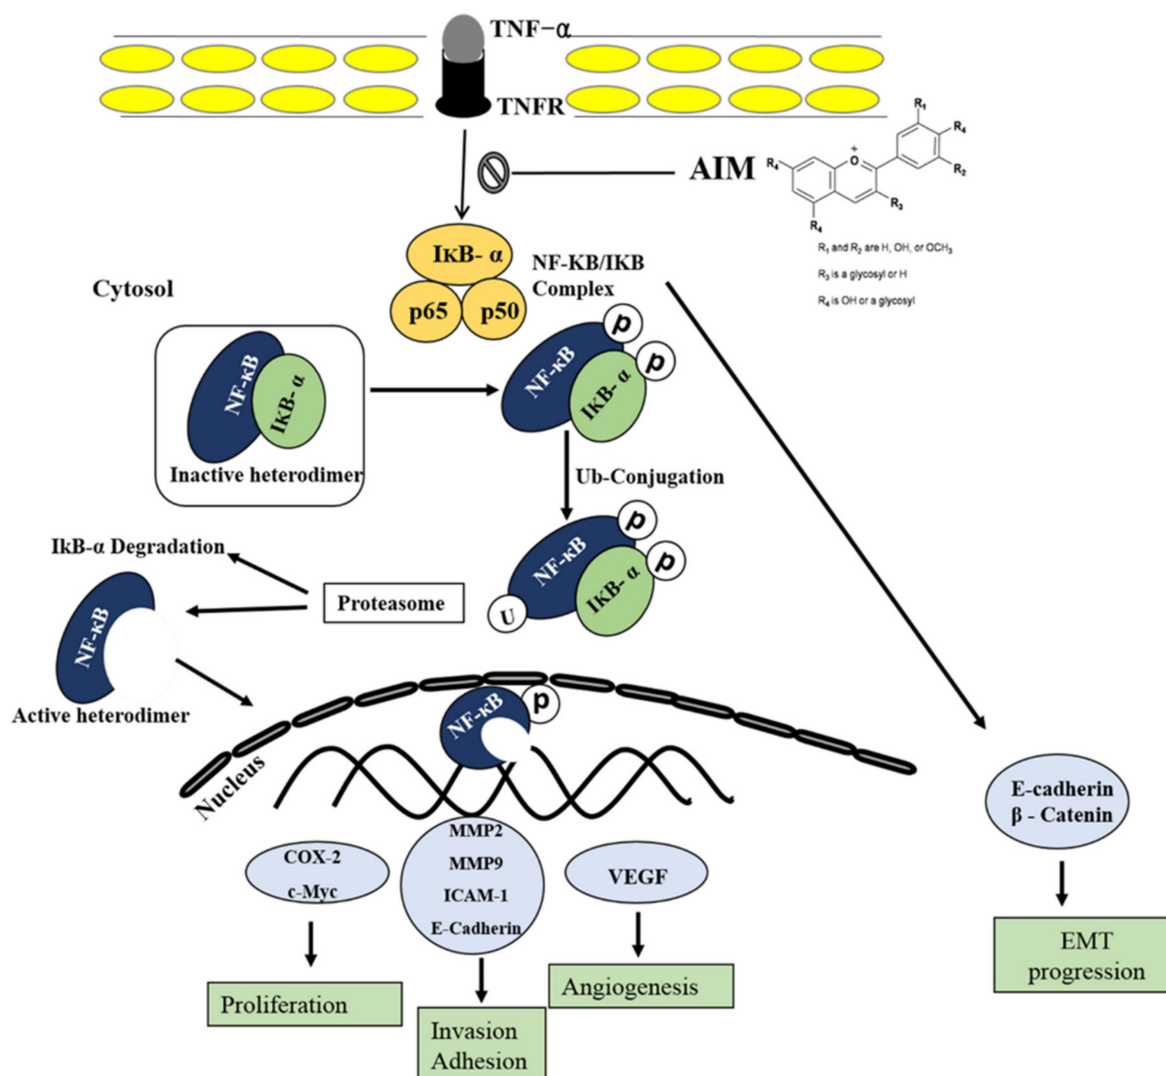 TNF-α
TNFR
AIM
R1
R4
R2
R3
R4
R4
O
+
R1 and R2 are H, OH, or OCH3
R3 is a glycosyl or H
R4 is OH or a glycosyl
Cytosol
IκB- α
p65
p50
NF-KB/IKB
Complex
NF-κB
IκB- α
Inactive heterodimer
NF-κB
IκB- α
p
p
Ub-Conjugation
NF-κB
IκB- α
p
p
U
IkB-α Degradation
Proteasome
NF-κB
Active heterodimer
Nucleus
NF-κB
p
COX-2
c-Myc
MMP2
MMP9
ICAM-1
E-Cadherin
VEGF
E-cadherin
β - Catenin
Proliferation
Invasion
Adhesion
Angiogenesis
EMT
progression